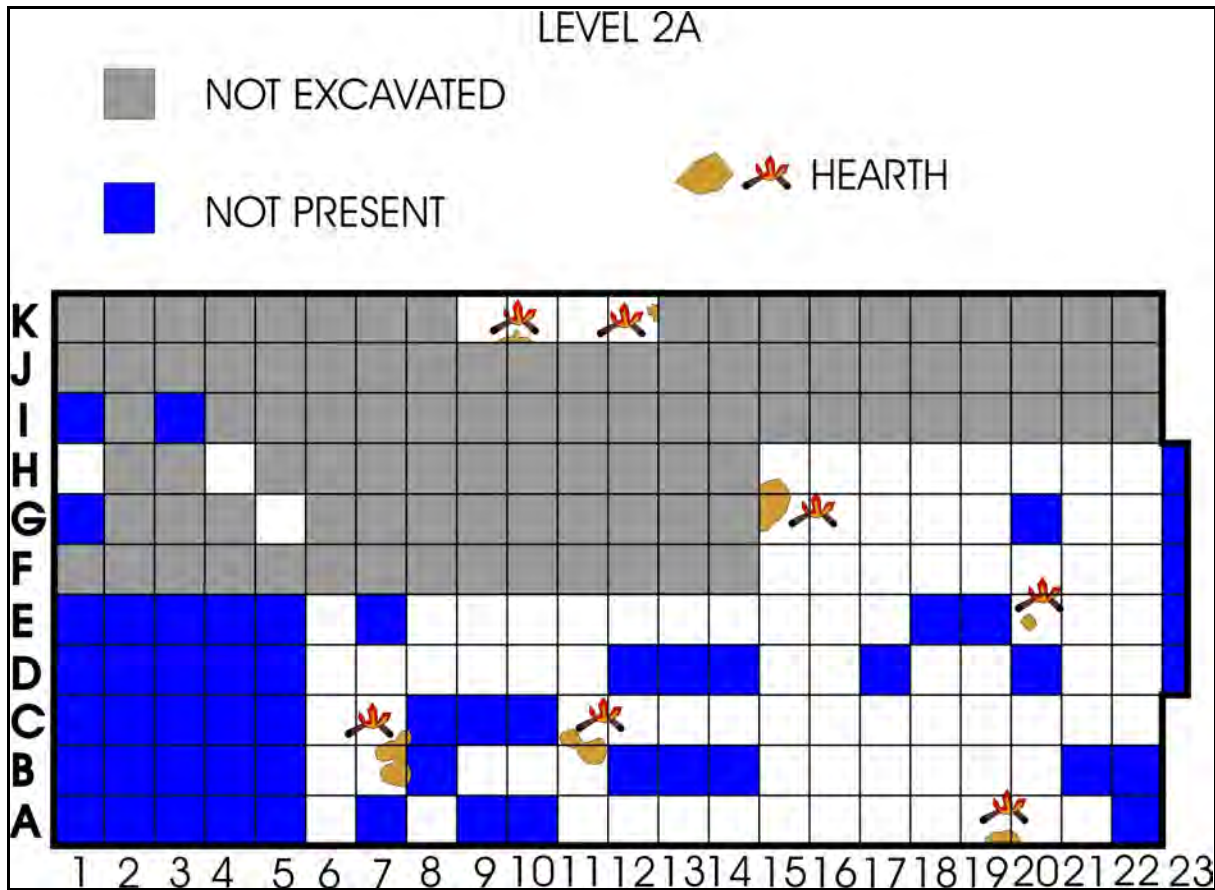 LEVEL 2A
NOT EXCAVATED
HEARTH
NOT PRESENT
K
J
I
H
G
F
E
D
C
B
A
1 2 3 4 5 6 7 8 9 10 11 12 13 14 15 16 17 18 19 20 21 22 23